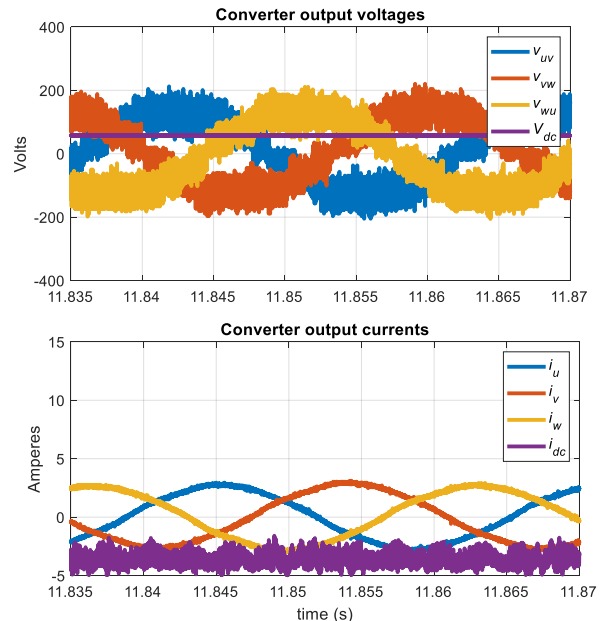 Converter output voltages
400
200
0
-200
-400
Volts
v_uv
v_vw
v_wu
V_dc
11.835 11.84 11.845 11.85 11.855 11.86 11.865 11.87
Converter output currents
15
10
5
0
-5
Amperes
i_u
i_v
i_w
i_dc
11.835 11.84 11.845 11.85 11.855 11.86 11.865 11.87
time (s)